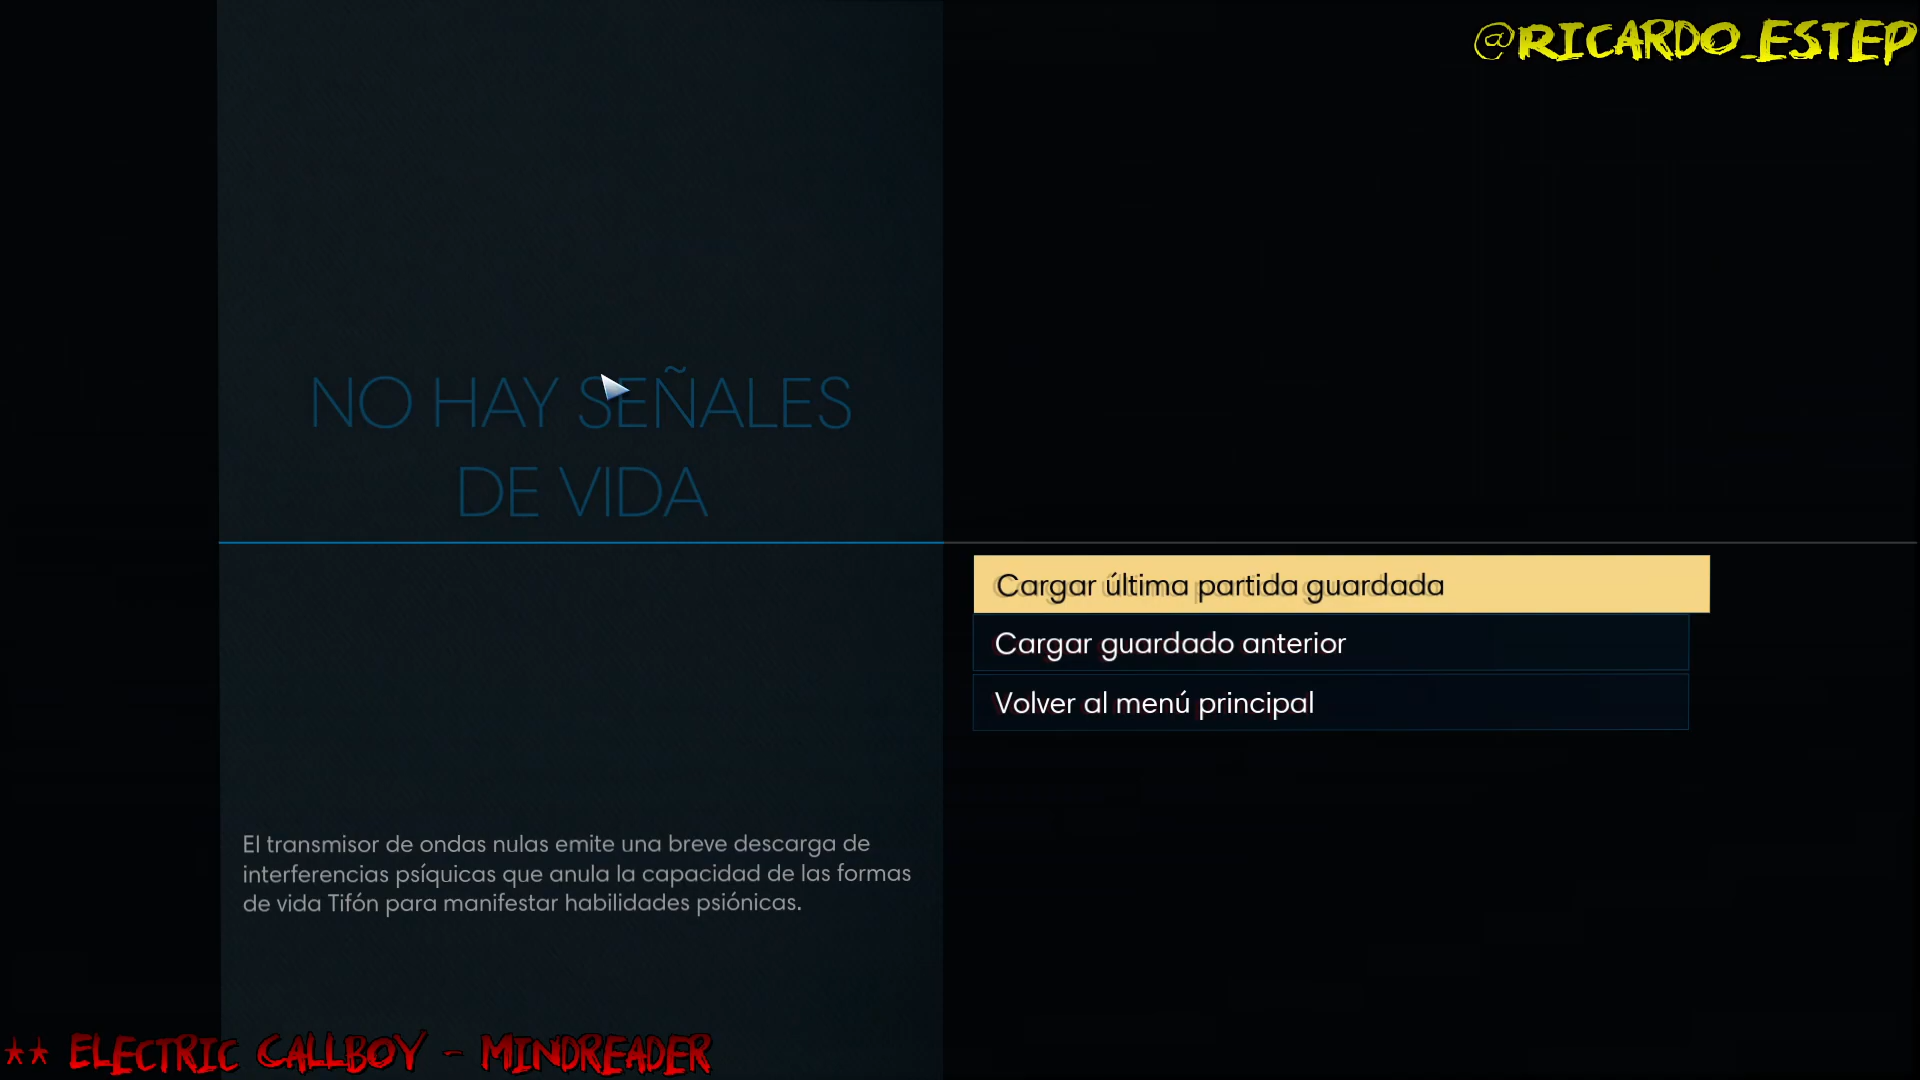 @RICARDO_ESTEP
NO HAY SEÑALES
DE VIDA
Cargar última partida guardada
Cargar guardado anterior
Volver al menú principal
El transmisor de ondas nulas emite una breve descarga de
interferencias psíquicas que anula la capacidad de las formas
de vida Tifón para manifestar habilidades psiónicas.
** ELECTRIC CALLBOY - MINDREADER